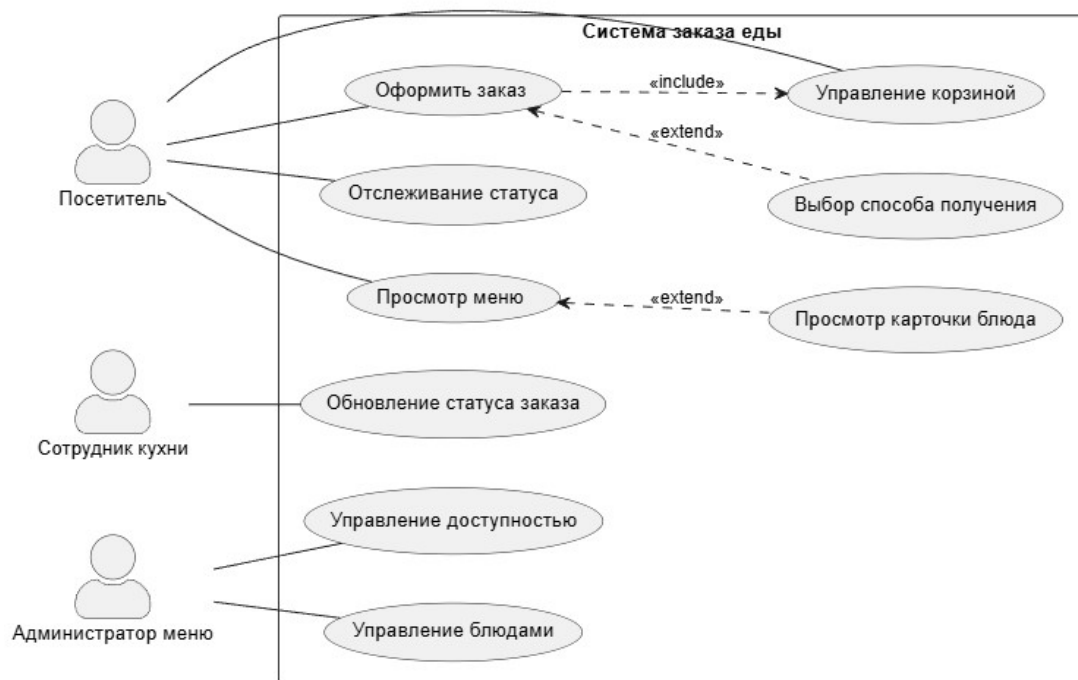 Система заказа еды
Оформить заказ
«include»
Управление корзиной
«extend»
Посетитель
Отслеживание статуса
Выбор способа получения
Просмотр меню
«extend»
Просмотр карточки блюда
Обновление статуса заказа
Сотрудник кухни
Управление доступностью
Администратор меню
Управление блюдами